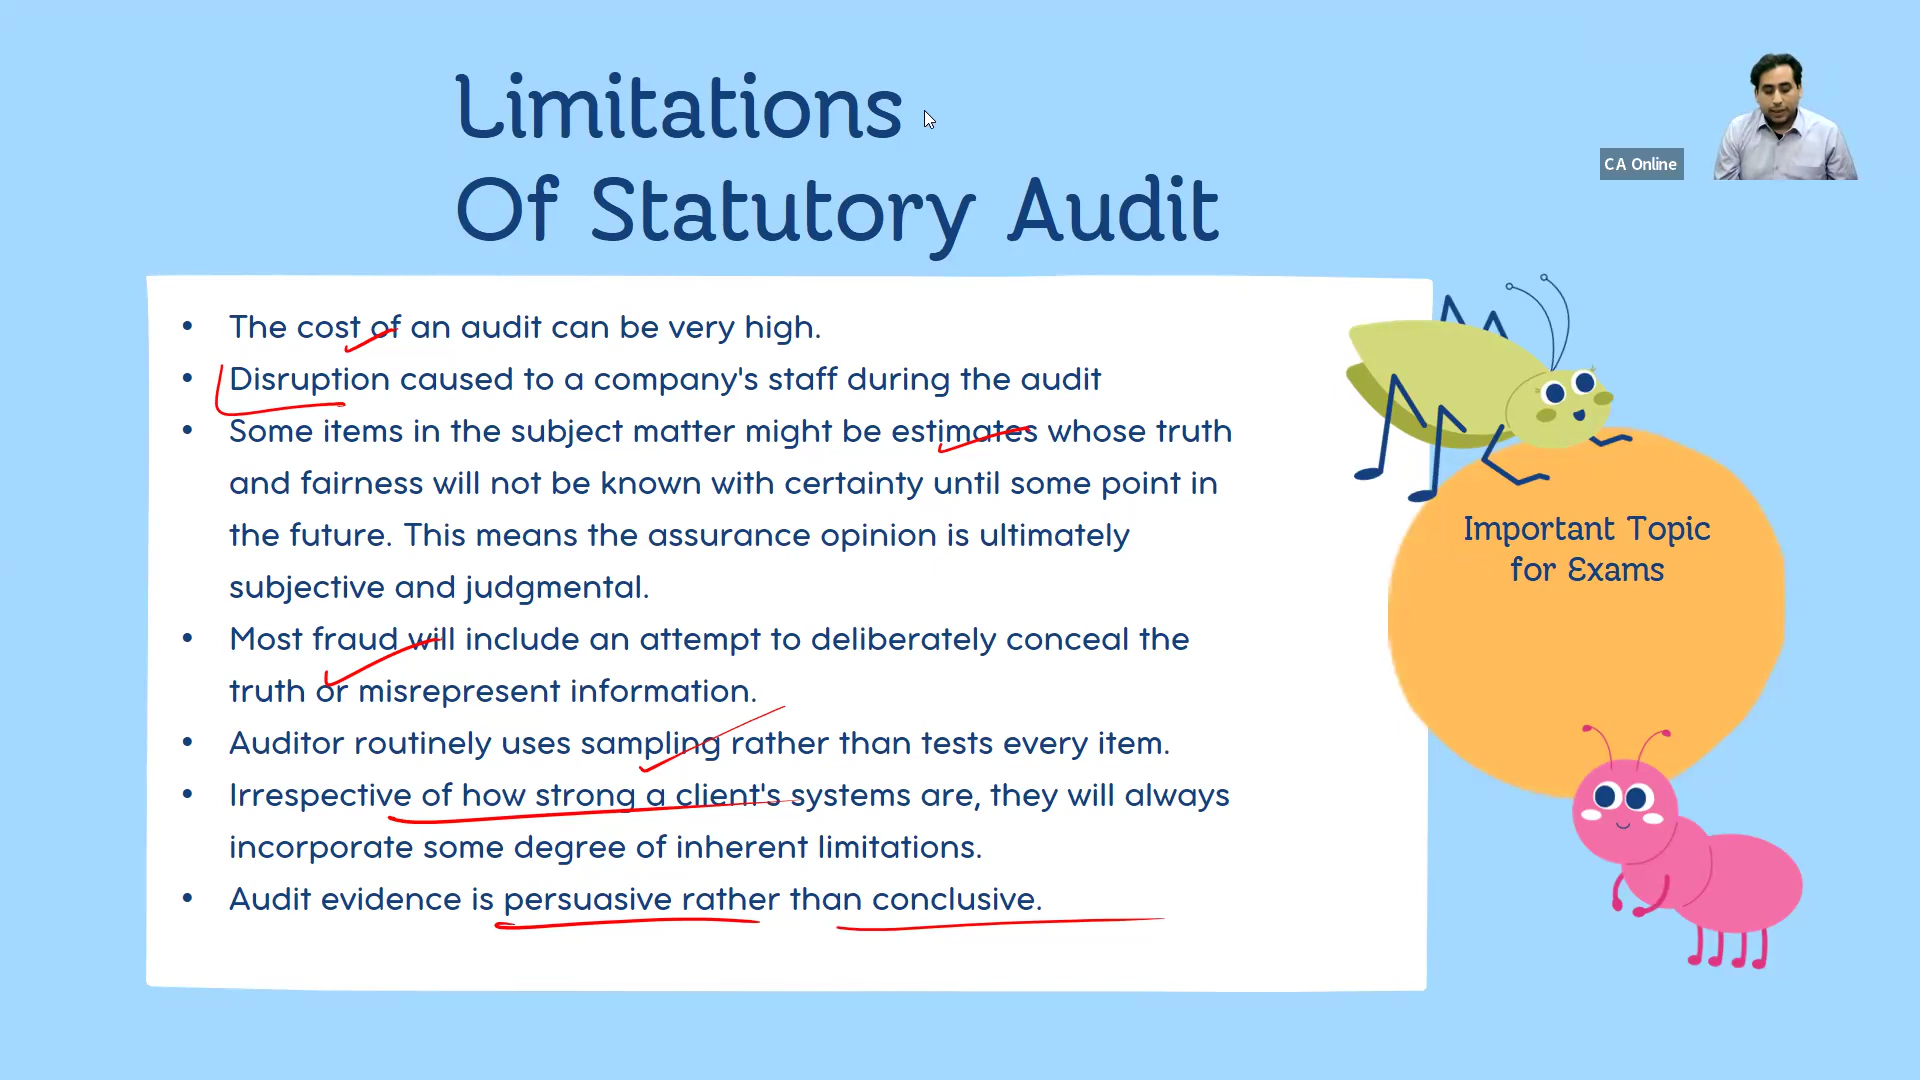 Limitations
Of Statutory Audit
CA Online
• The cost of an audit can be very high.
• Disruption caused to a company's staff during the audit
• Some items in the subject matter might be estimates whose truth
and fairness will not be known with certainty until some point in
the future. This means the assurance opinion is ultimately
subjective and judgmental.
• Most fraud will include an attempt to deliberately conceal the
truth or misrepresent information.
• Auditor routinely uses sampling rather than tests every item.
• Irrespective of how strong a client's systems are, they will always
incorporate some degree of inherent limitations.
• Audit evidence is persuasive rather than conclusive.
Important Topic
for Exams